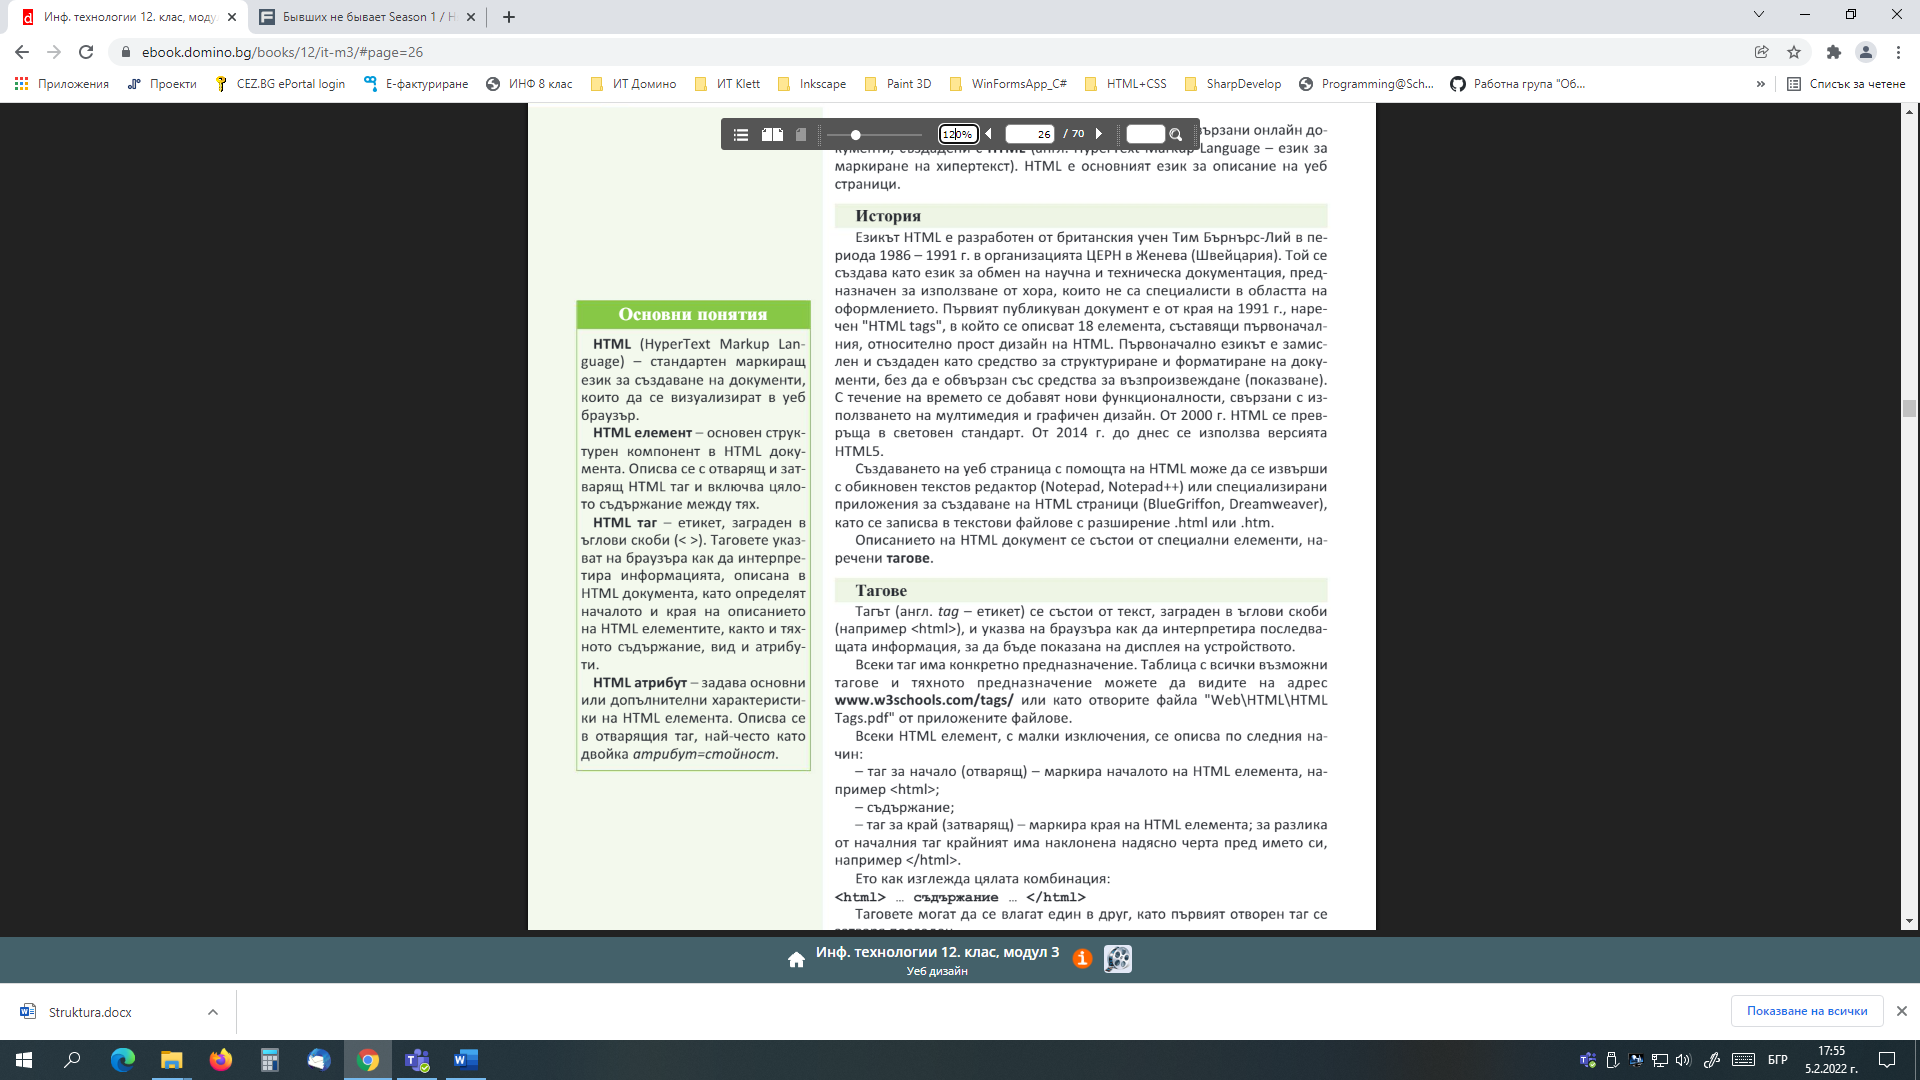 Инф. технологии 12. клас, моду
Бывших не бывает Season 1 / H
ebook.domino.bg/books/12/it-m3/#page=26
Приложения
Проекти
CEZ.BG ePortal login
Е-фактуриране
ИНФ 8 клас
ИТ Домино
ИТ Klett
Inkscape
Paint 3D
WinFormsApp_C#
HTML+CSS
SharpDevelop
Programming@Sch...
Работна група "Об...
»
Списък за четене
120%
26
/ 70
вързани онлайн до-
Language – език за
маркиране на хипертекст). HTML е основният език за описание на уеб
страници.
История
Езикът HTML е разработен от британския учен Тим Бърнърс-Лий в пе-
риода 1986 – 1991 г. в организацията ЦЕРН в Женева (Швейцария). Той се
създава като език за обмен на научна и техническа документация, пред-
назначен за използване от хора, които не са специалисти в областта на
оформлението. Първият публикуван документ е от края на 1991 г., наре-
чен "HTML tags", в който се описват 18 елемента, съставящи първоначал-
ния, относително прост дизайн на HTML. Първоначално езикът е замис-
лен и създаден като средство за структуриране и форматиране на доку-
менти, без да е обвързан със средства за възпроизвеждане (показване).
С течение на времето се добавят нови функционалности, свързани с из-
ползването на мултимедия и графичен дизайн. От 2000 г. HTML се прев-
ръща в световен стандарт. От 2014 г. до днес се използва версията
HTML5.
Създаването на уеб страница с помощта на HTML може да се извърши
с обикновен текстов редактор (Notepad, Notepad++) или специализирани
приложения за създаване на HTML страници (BlueGriffon, Dreamweaver),
като се записва в текстови файлове с разширение .html или .htm.
Описанието на HTML документ се състои от специални елементи, на-
речени тагове.
Тагове
Тагът (англ. tag – етикет) се състои от текст, заграден в ъглови скоби
(например <html>), и указва на браузъра как да интерпретира последва-
щата информация, за да бъде показана на дисплея на устройството.
Всеки таг има конкретно предназначение. Таблица с всички възможни
тагове и тяхното предназначение можете да видите на адрес
www.w3schools.com/tags/ или като отворите файла "Web\HTML\HTML
Tags.pdf" от приложените файлове.
Всеки HTML елемент, с малки изключения, се описва по следния на-
чин:
– таг за начало (отварящ) – маркира началото на HTML елемента, на-
пример <html>;
– съдържание;
– таг за край (затварящ) – маркира края на HTML елемента; за разлика
от началния таг крайният има наклонена надясно черта пред името си,
например </html>.
Ето как изглежда цялата комбинация:
<html> … съдържание … </html>
Таговете могат да се влагат един в друг, като първият отворен таг се
Основни понятия
HTML (HyperText Markup Lan-
guage) – стандартен маркиращ
език за създаване на документи,
които да се визуализират в уеб
браузър.
HTML елемент – основен струк-
турен компонент в HTML доку-
мента. Описва се с отварящ и зат-
варящ HTML таг и включва цяло-
то съдържание между тях.
HTML таг – етикет, заграден в
ъглови скоби (< >). Таговете указ-
ват на браузъра как да интерпре-
тира информацията, описана в
HTML документа, като определят
началото и края на описанието
на HTML елементите, както и тях-
ното съдържание, вид и атрибу-
ти.
HTML атрибут – задава основни
или допълнителни характеристи-
ки на HTML елемента. Описва се
в отварящия таг, най-често като
двойка атрибут=стойност.
Инф. технологии 12. клас, модул 3
Уеб дизайн
Struktura.docx
Показване на всички
БГР
17:55
5.2.2022 г.